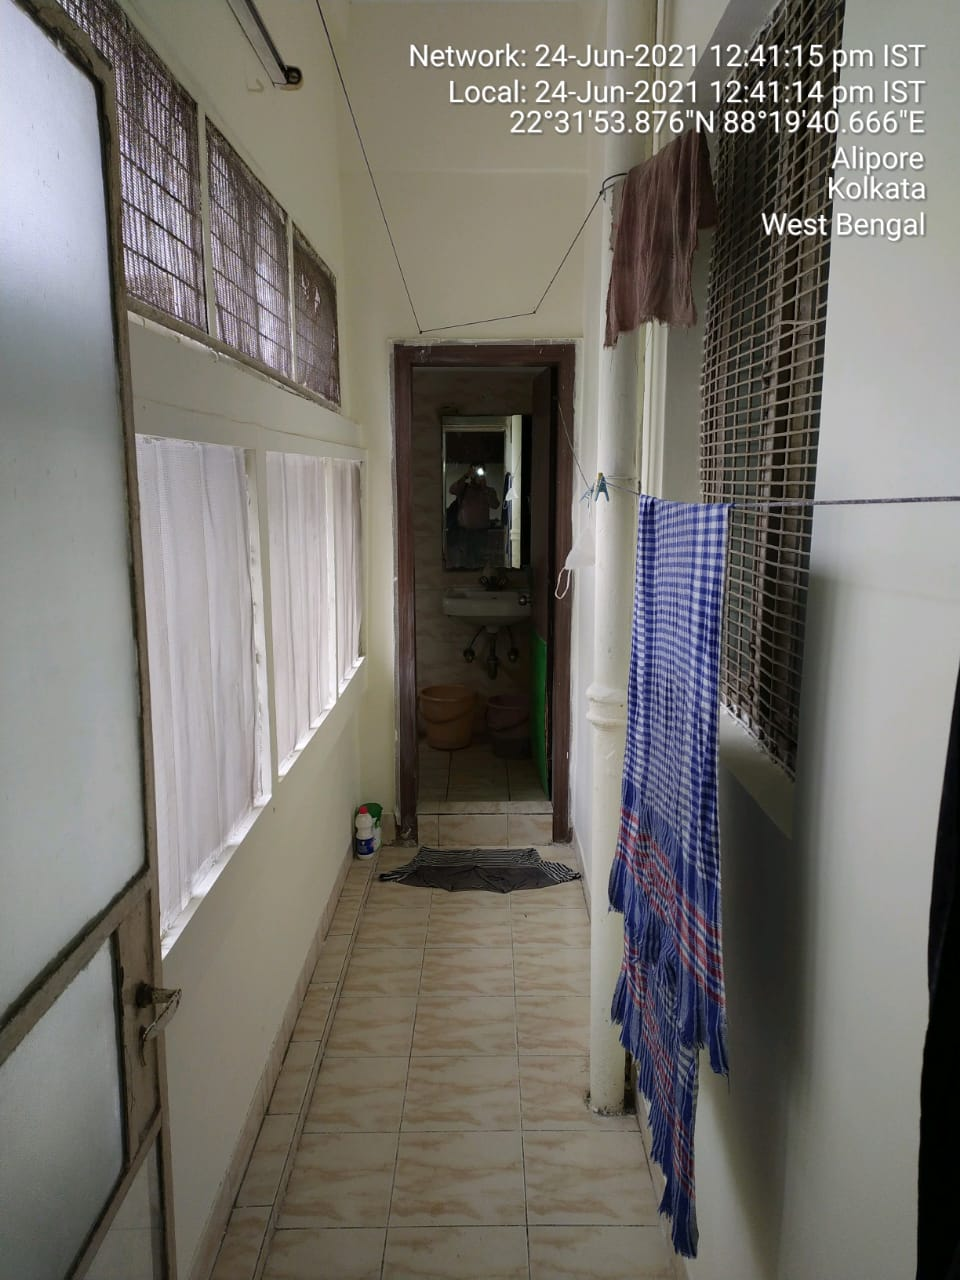 Network: 24-Jun-2021 12:41:15 pm IST
Local: 24-Jun-2021 12:41:14 pm IST
22°31'53.876"N 88°19'40.666"E
Alipore
Kolkata
West Bengal